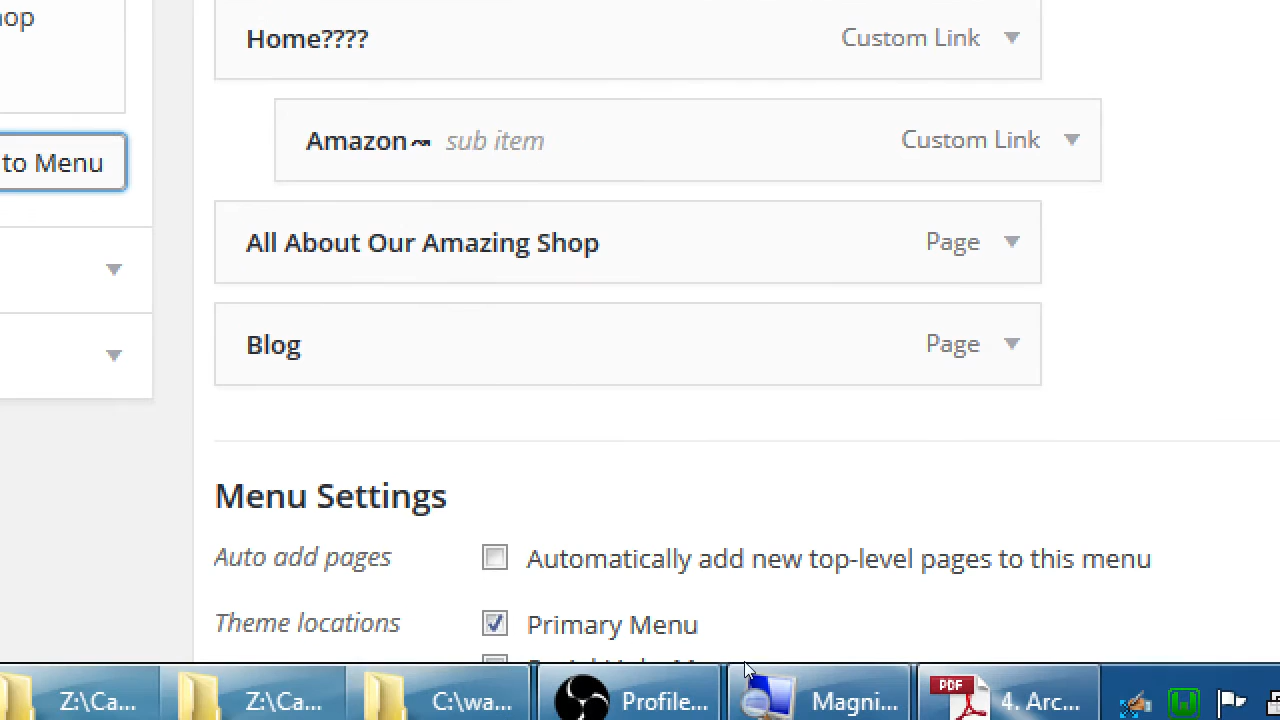 op
Home????
Custom Link
Amazon↝ sub item
Custom Link
to Menu
All About Our Amazing Shop
Page
Blog
Page
Menu Settings
Auto add pages
Automatically add new top-level pages to this menu
Theme locations
Primary Menu
Z:\Ca...
Z:\Ca...
C:\wa...
Profile...
Magni...
PDF
4. Arc...